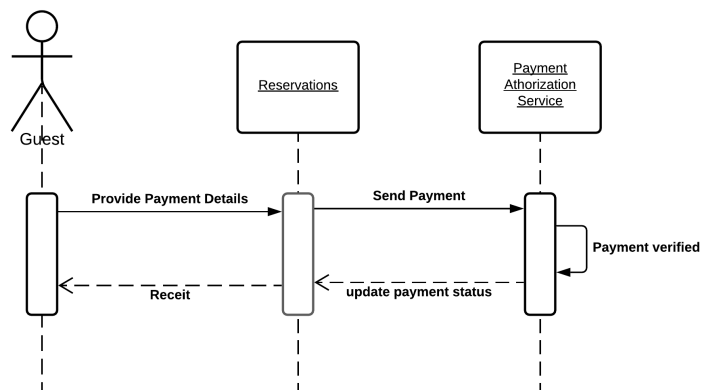 Guest
Reservations
Payment
Athorization
Service
Provide Payment Details
Send Payment
Payment verified
Receit
update payment status